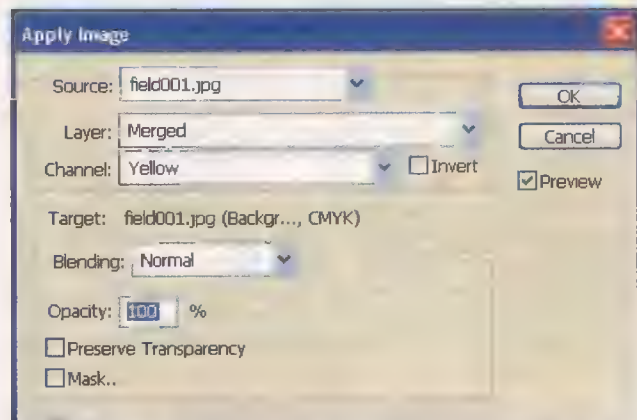 Apply Image
Source: field001.jpg
OK
Layer: Merged
Cancel
Channel: Yellow
Invert
Preview
Target: field001.jpg (Backgr..., CMYK)
Blending: Normal
Opacity: 100 %
Preserve Transparency
Mask..